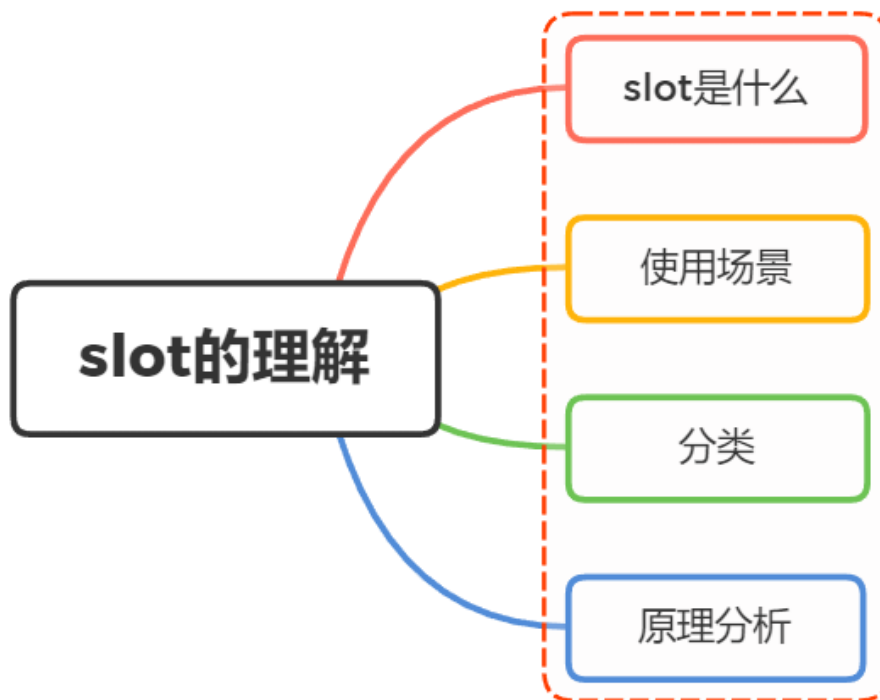 slot是什么
使用场景
slot的理解
分类
原理分析